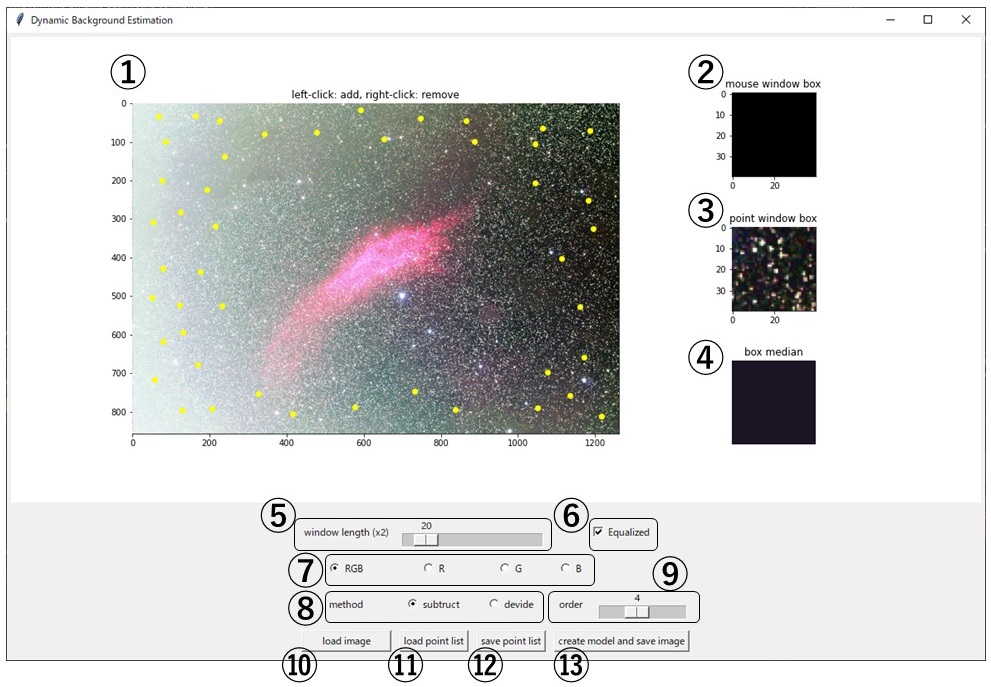 Dynamic Background Estimation
①
②
left-click: add, right-click: remove
mouse window box
0
100
200
300
400
500
600
700
800
0 200 400 600 800 1000 1200
0
10
20
30
0 20
③
point window box
0
10
20
30
0 20
④
box median
⑤
window length (x2)
20
⑥
Equalized
⑦
RGB R G B
⑧
method subtruct devide
⑨
order
4
load image load point list save point list create model and save image
⑩ ⑪ ⑫ ⑬